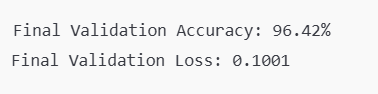 Final Validation Accuracy: 96.42%
Final Validation Loss: 0.1001